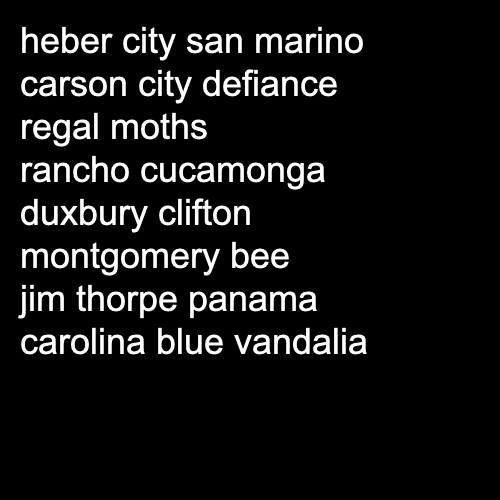 heber city san marino
carson city defiance
regal moths
rancho cucamonga
duxbury clifton
montgomery bee
jim thorpe panama
carolina blue vandalia